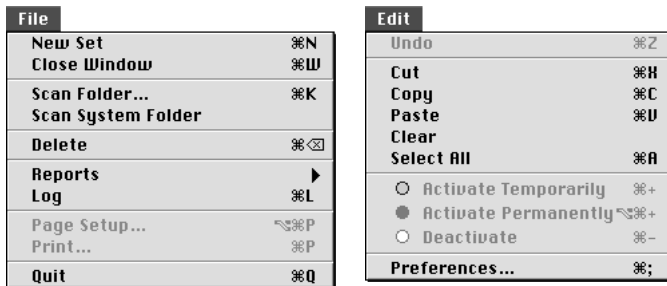 File
New Set ⌘N
Close Window ⌘W
Scan Folder... ⌘K
Scan System Folder
Delete ⌘⌫
Reports ▶
Log ⌘L
Page Setup... ⌥⌘P
Print... ⌘P
Quit ⌘Q
Edit
Undo ⌘Z
Cut ⌘X
Copy ⌘C
Paste ⌘V
Clear
Select All ⌘A
Activate Temporarily ⌘+
Activate Permanently ⌥⌘+
Deactivate ⌘-
Preferences... ⌘;